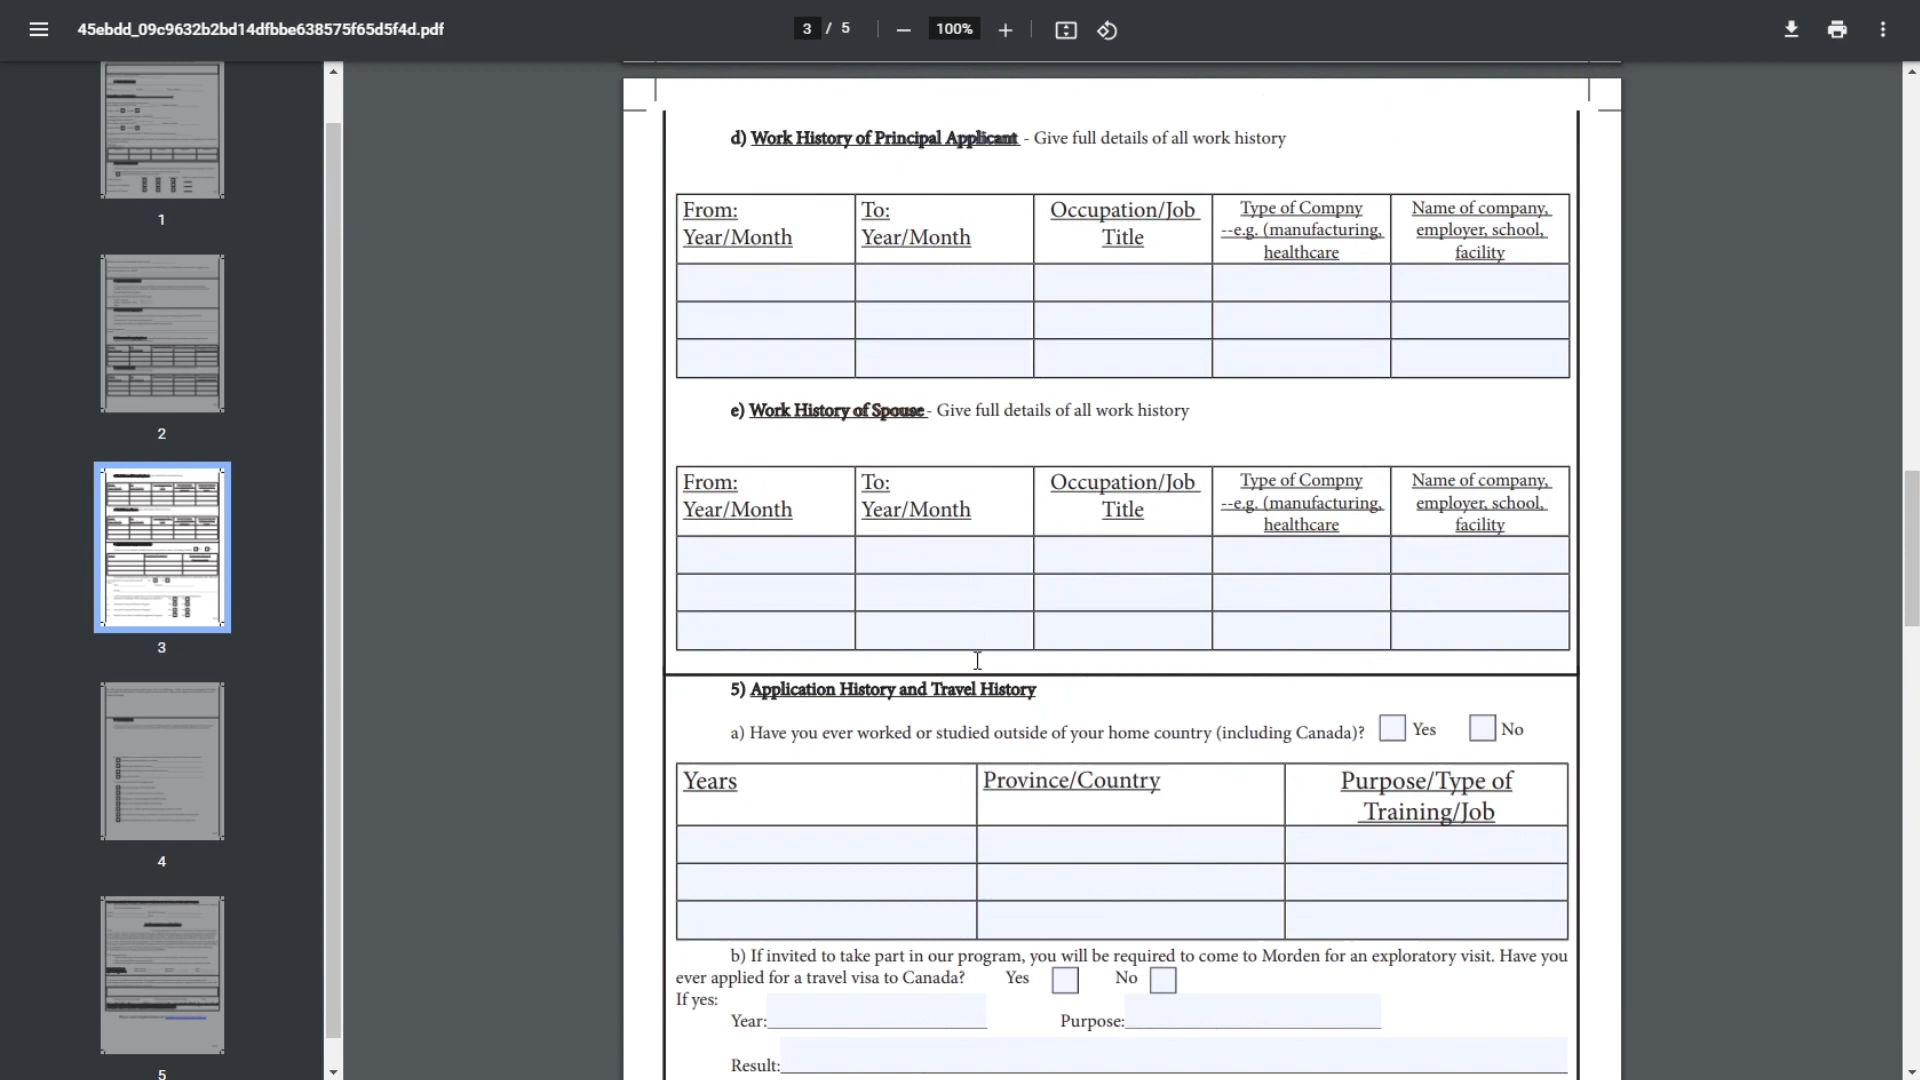 45ebdd_09c9632b2bd14dfbbe638575f65d5f4d.pdf
3 / 5
100%
1
2
3
4
5
d) Work History of Principal Applicant - Give full details of all work history
From: Year/Month
To: Year/Month
Occupation/Job Title
Type of Compny --e.g. (manufacturing, healthcare
Name of company, employer, school, facility
e) Work History of Spouse - Give full details of all work history
From: Year/Month
To: Year/Month
Occupation/Job Title
Type of Compny --e.g. (manufacturing, healthcare
Name of company, employer, school, facility
5) Application History and Travel History
a) Have you ever worked or studied outside of your home country (including Canada)? Yes No
Years
Province/Country
Purpose/Type of Training/Job
b) If invited to take part in our program, you will be required to come to Morden for an exploratory visit. Have you
ever applied for a travel visa to Canada? Yes No
If yes:
Year: Purpose:
Result: